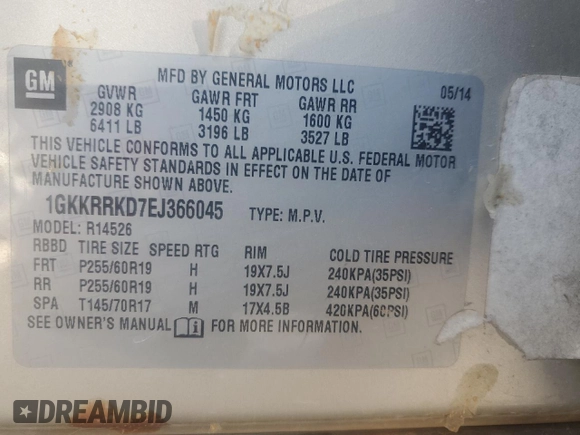 GM
MFD BY GENERAL MOTORS LLC
05/14
GVWR GAWR FRT GAWR RR
2908 KG 1450 KG 1600 KG
6411 LB 3196 LB 3527 LB
THIS VEHICLE CONFORMS TO ALL APPLICABLE U.S. FEDERAL MOTOR
VEHICLE SAFETY STANDARDS IN EFFECT ON THE DATE OF
MANUFACTURE SHOWN ABOVE.
1GKKRRKD7EJ366045 TYPE: M.P.V.
MODEL: R14526
RBBD TIRE SIZE SPEED RTG RIM COLD TIRE PRESSURE
FRT P255/60R19 H 19X7.5J 240KPA(35PSI)
RR P255/60R19 H 19X7.5J 240KPA(35PSI)
SPA T145/70R17 M 17X4.5B 420KPA(60PSI)
SEE OWNER'S MANUAL FOR MORE INFORMATION.
DREAMBID